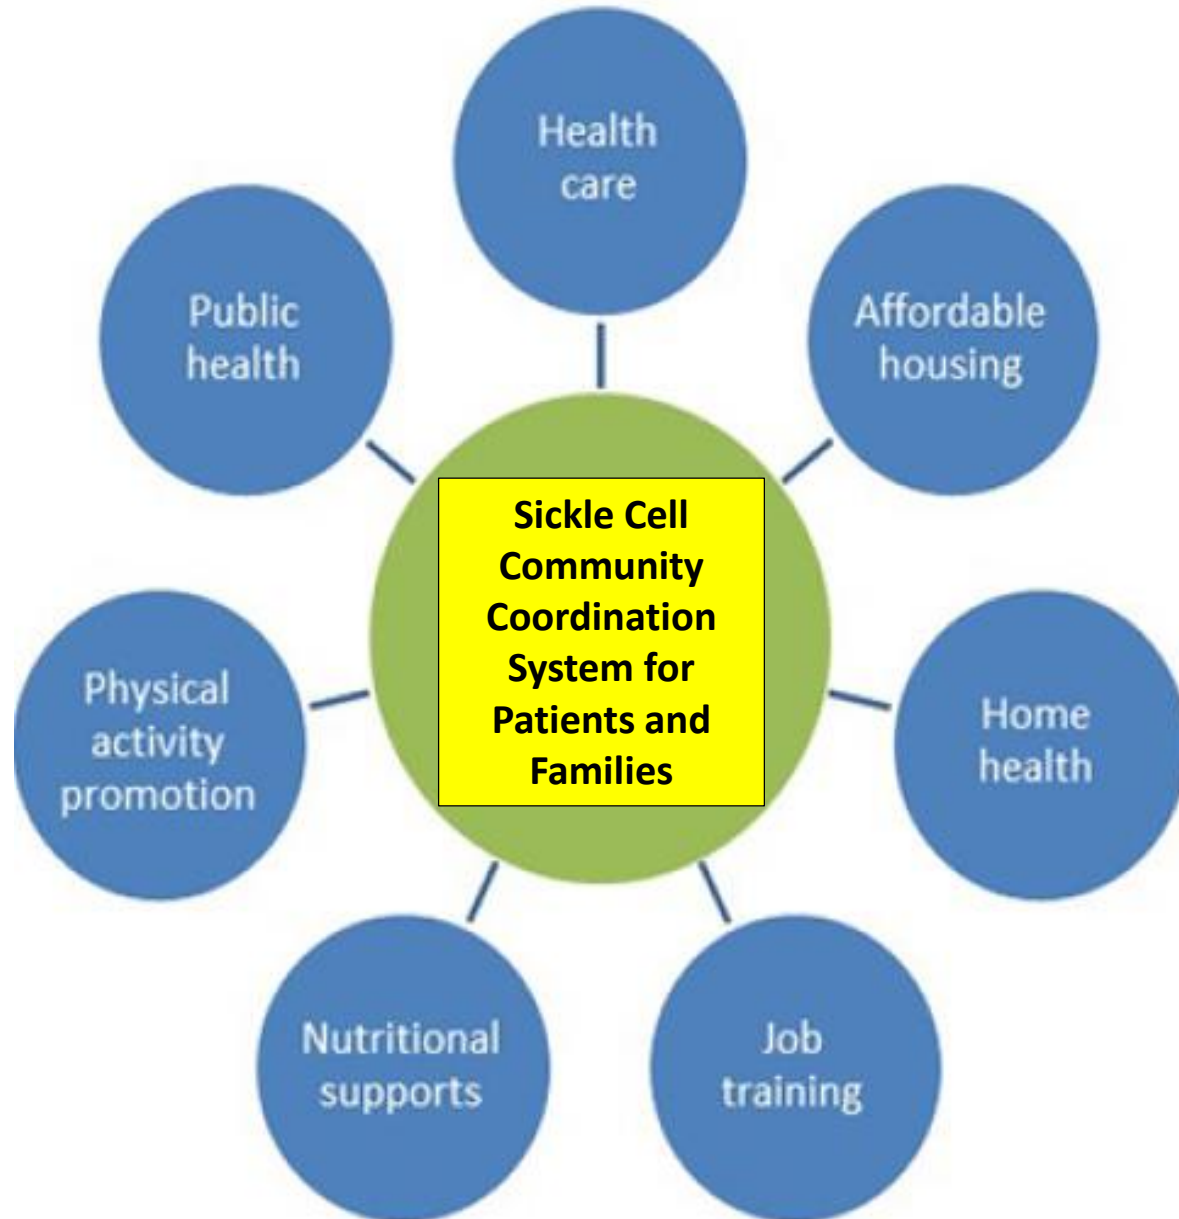 Health
care
Public
health
Affordable
housing
Sickle Cell
Community
Coordination
System for
Patients and
Families
Physical
activity
promotion
Home
health
Nutritional
supports
Job
training